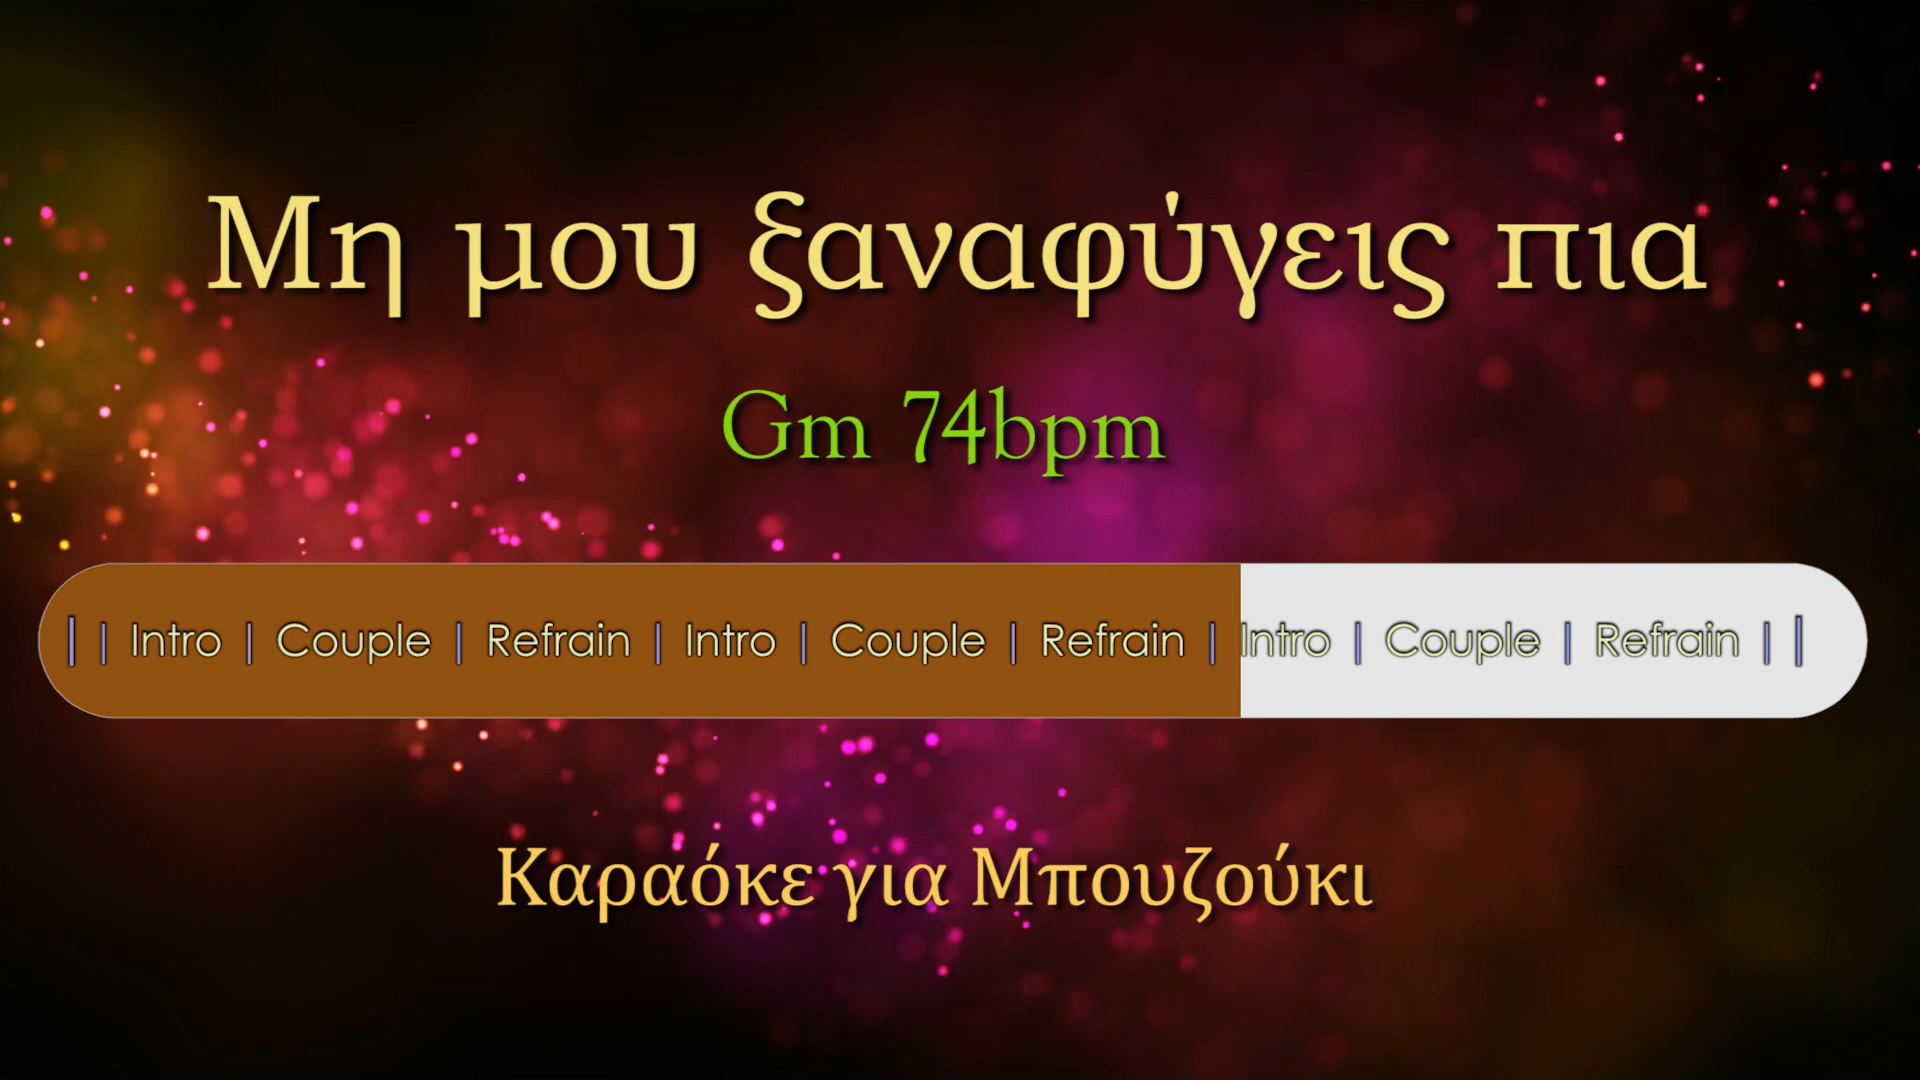 Μη μου ξαναφύγεις πια
Gm 74bpm
| | Intro | Couple | Refrain | Intro | Couple | Refrain | Intro | Couple | Refrain | |
Καραόκε για Μπουζούκι